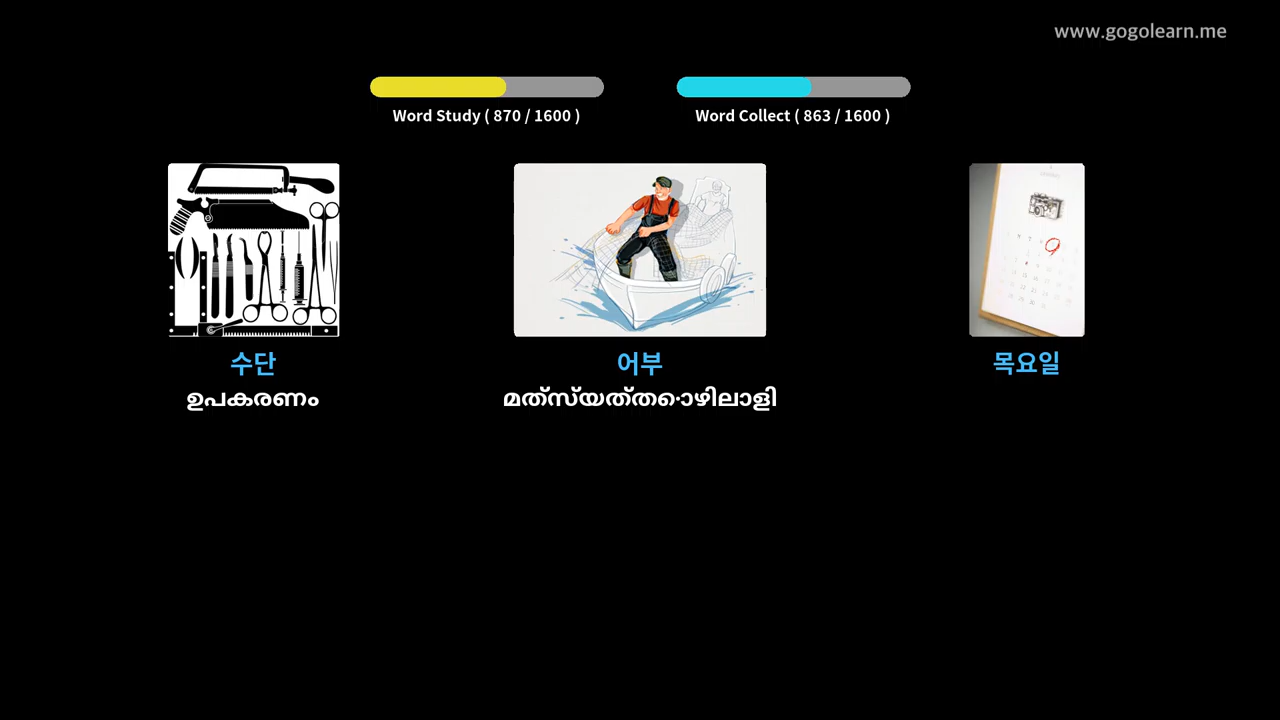 www.gogolearn.me
Word Study ( 870 / 1600 )
Word Collect ( 863 / 1600 )
수단
어부
목요일
ഉപകരണം
മത്സ്യത്തൊഴിലാളി